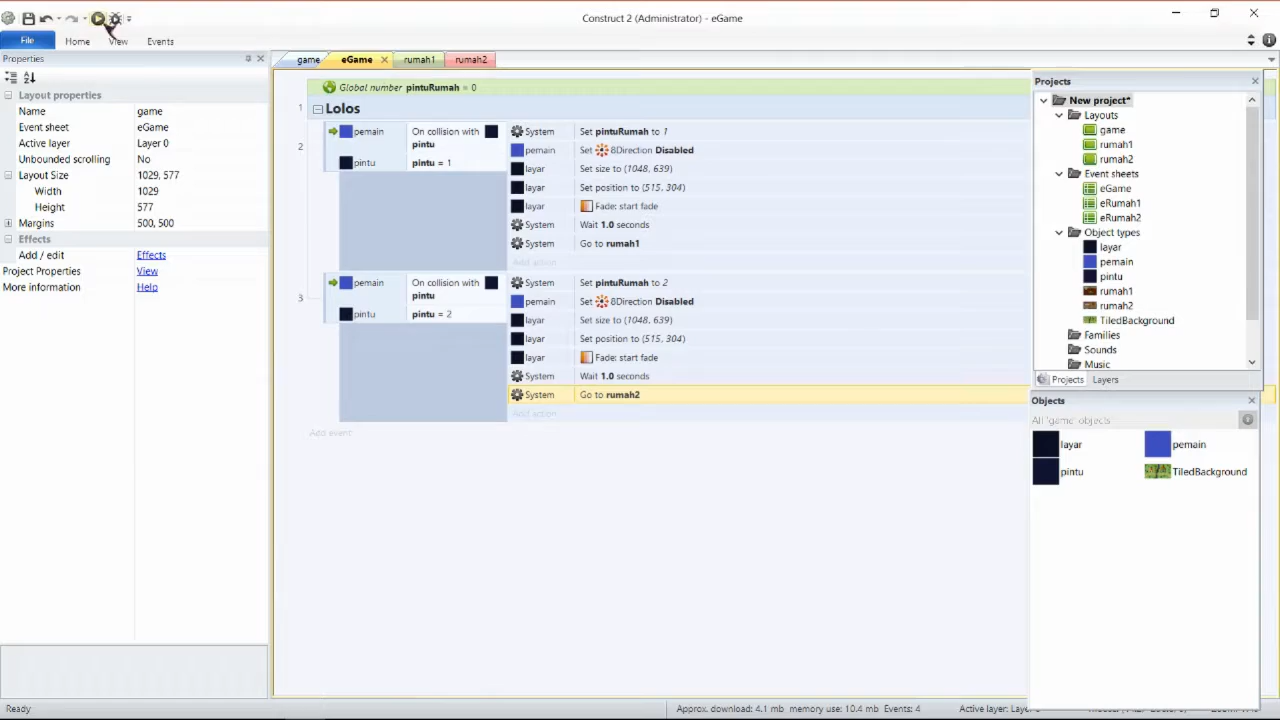 Construct 2 (Administrator) - eGame
File
Home
View
Events
Properties
game
eGame
rumah1
rumah2
Layout properties
Name game
Event sheet eGame
Active layer Layer 0
Unbounded scrolling No
Layout Size 1029, 577
Width 1029
Height 577
Margins 500, 500
Effects
Add / edit Effects
Project Properties View
More information Help
Global number pintuRumah = 0
1
Lolos
2
pemain
On collision with
pintu
pintu
pintu = 1
System Set pintuRumah to 1
pemain Set 8Direction Disabled
layar Set size to (1048, 639)
layar Set position to (515, 304)
layar Fade: start fade
System Wait 1.0 seconds
System Go to rumah1
Add action
3
pemain
On collision with
pintu
pintu
pintu = 2
System Set pintuRumah to 2
pemain Set 8Direction Disabled
layar Set size to (1048, 639)
layar Set position to (515, 304)
layar Fade: start fade
System Wait 1.0 seconds
System Go to rumah2
Add action
Add event
Projects
New project*
Layouts
game
rumah1
rumah2
Event sheets
eGame
eRumah1
eRumah2
Object types
layar
pemain
pintu
rumah1
rumah2
TiledBackground
Families
Sounds
Music
Projects
Layers
Objects
All 'game' objects
layar
pemain
pintu
TiledBackground
Ready
Approx. download: 4.1 mb
memory use: 10.4 mb
Events: 4
Active layer: